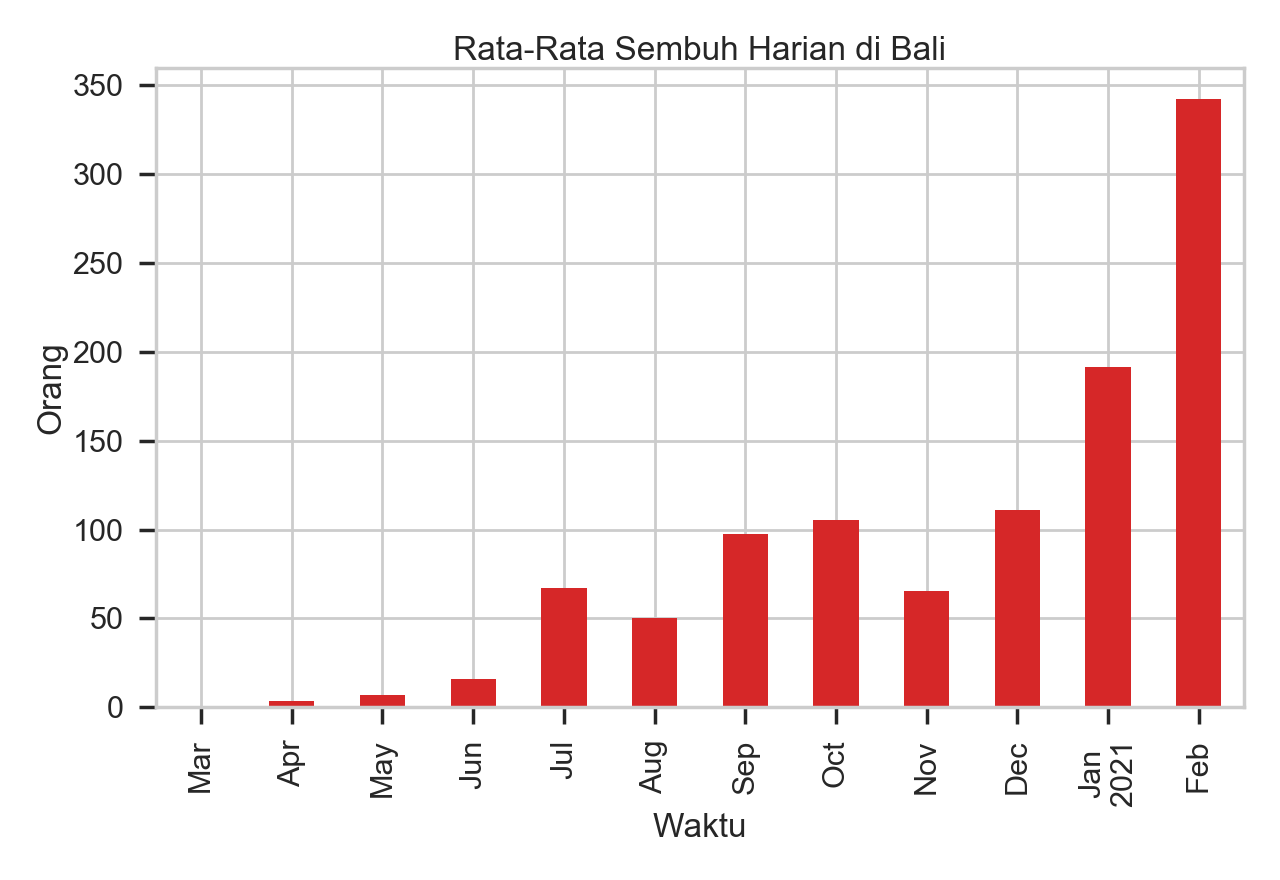 Rata-Rata Sembuh Harian di Bali
350
300
250
200
150
100
50
0
Orang
Mar
Apr
May
Jun
Jul
Aug
Sep
Oct
Nov
Dec
Jan
2021
Feb
Waktu